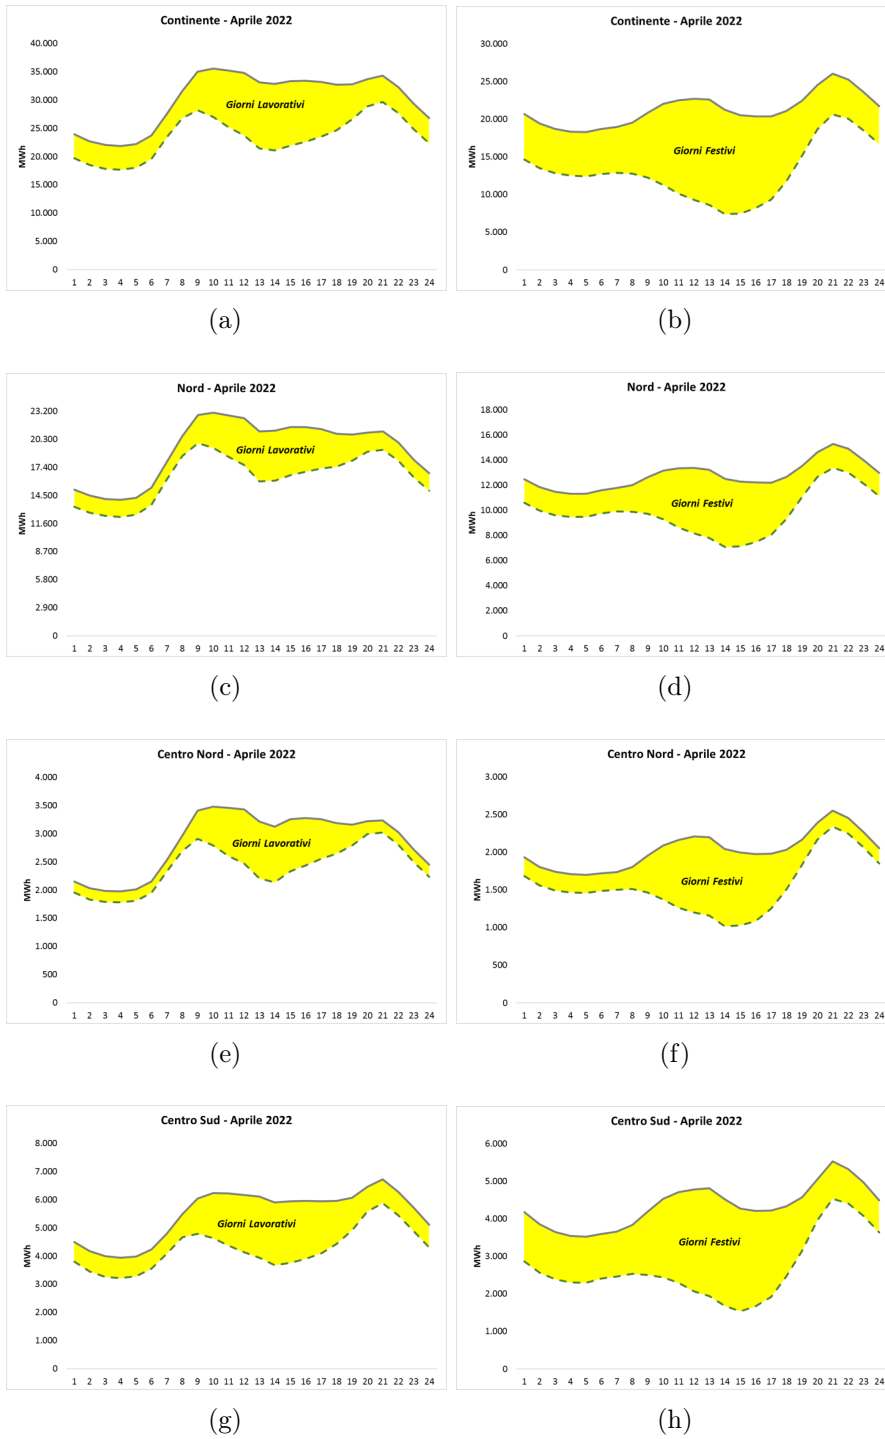 Continente - Aprile 2022
40.000
35.000
30.000
25.000
20.000
15.000
10.000
5.000
0
MWh
Giorni Lavorativi
1 2 3 4 5 6 7 8 9 10 11 12 13 14 15 16 17 18 19 20 21 22 23 24
(a)
Continente - Aprile 2022
30.000
25.000
20.000
15.000
10.000
5.000
0
MWh
Giorni Festivi
1 2 3 4 5 6 7 8 9 10 11 12 13 14 15 16 17 18 19 20 21 22 23 24
(b)
Nord - Aprile 2022
23.200
20.300
17.400
14.500
11.600
8.700
5.800
2.900
0
MWh
Giorni Lavorativi
1 2 3 4 5 6 7 8 9 10 11 12 13 14 15 16 17 18 19 20 21 22 23 24
(c)
Nord - Aprile 2022
18.000
16.000
14.000
12.000
10.000
8.000
6.000
4.000
2.000
0
MWh
Giorni Festivi
1 2 3 4 5 6 7 8 9 10 11 12 13 14 15 16 17 18 19 20 21 22 23 24
(d)
Centro Nord - Aprile 2022
4.000
3.500
3.000
2.500
2.000
1.500
1.000
500
0
MWh
Giorni Lavorativi
1 2 3 4 5 6 7 8 9 10 11 12 13 14 15 16 17 18 19 20 21 22 23 24
(e)
Centro Nord - Aprile 2022
3.000
2.500
2.000
1.500
1.000
500
0
MWh
Giorni Festivi
1 2 3 4 5 6 7 8 9 10 11 12 13 14 15 16 17 18 19 20 21 22 23 24
(f)
Centro Sud - Aprile 2022
8.000
7.000
6.000
5.000
4.000
3.000
2.000
1.000
0
MWh
Giorni Lavorativi
1 2 3 4 5 6 7 8 9 10 11 12 13 14 15 16 17 18 19 20 21 22 23 24
(g)
Centro Sud - Aprile 2022
6.000
5.000
4.000
3.000
2.000
1.000
0
MWh
Giorni Festivi
1 2 3 4 5 6 7 8 9 10 11 12 13 14 15 16 17 18 19 20 21 22 23 24
(h)